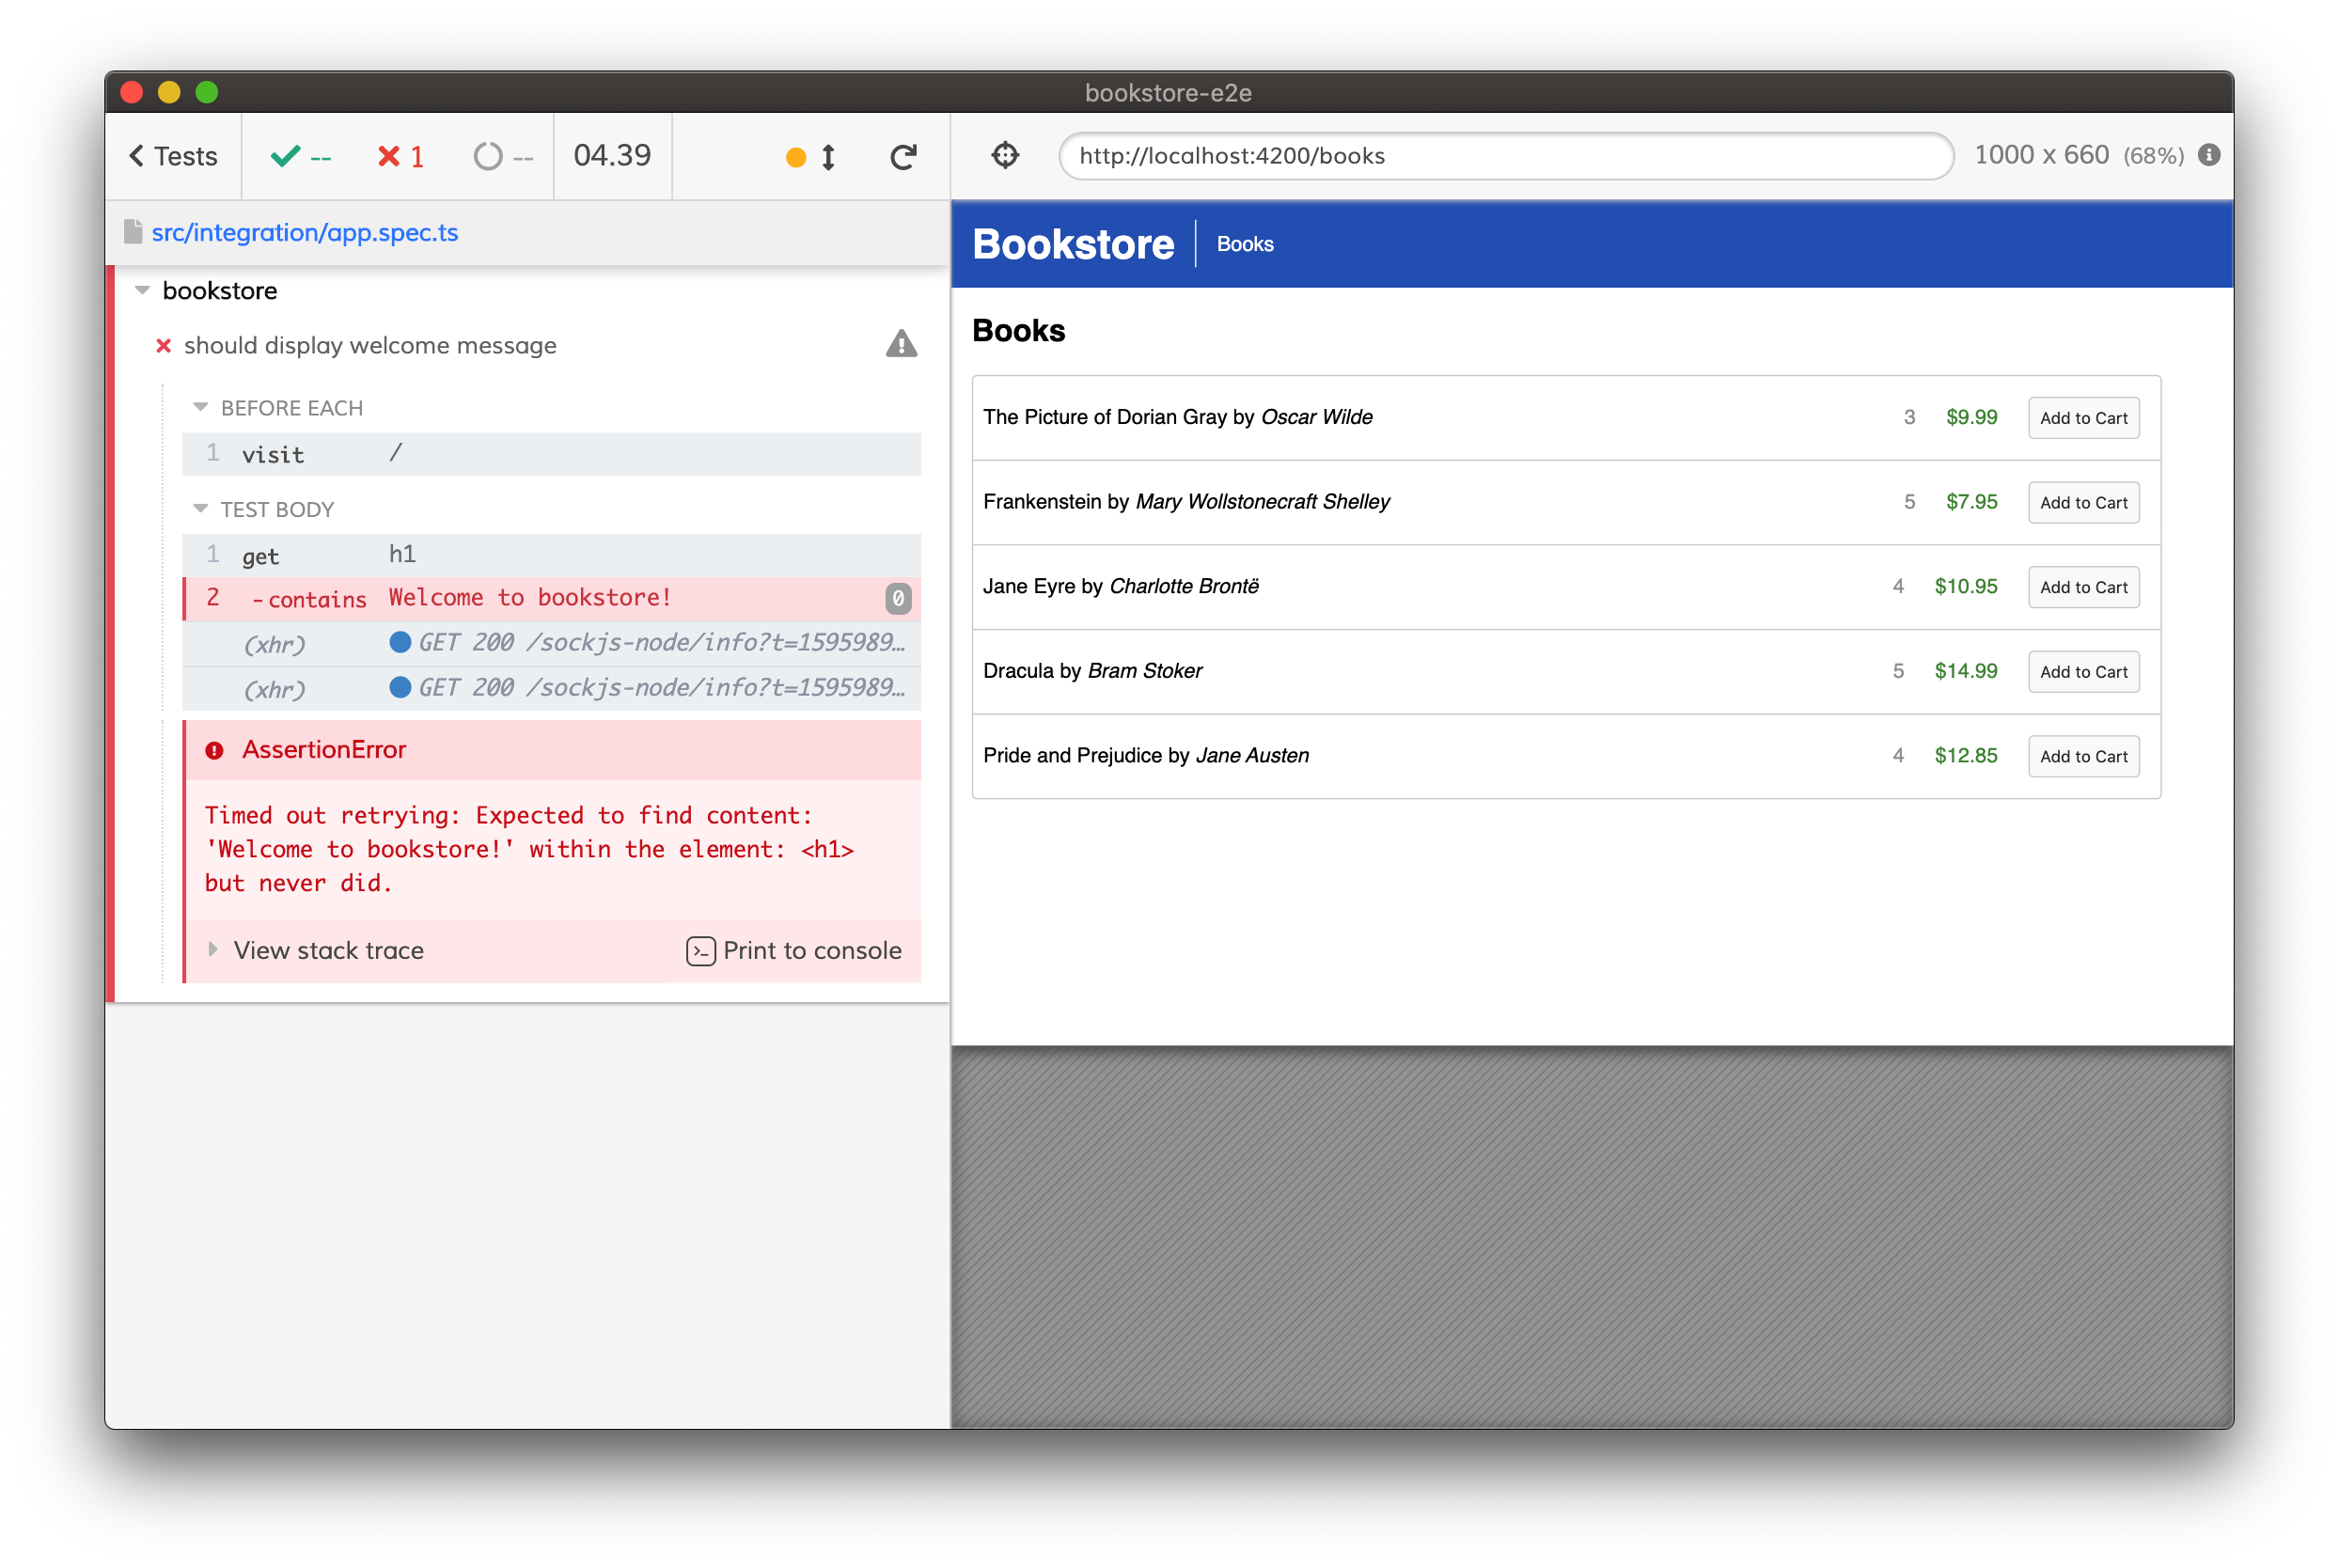 bookstore-e2e
Tests -- 1 -- 04.39
http://localhost:4200/books 1000 x 660 (68%)
src/integration/app.spec.ts
bookstore
should display welcome message
BEFORE EACH
1 visit /
TEST BODY
1 get h1
2 -contains Welcome to bookstore! 0
(xhr) GET 200 /sockjs-node/info?t=1595989…
(xhr) GET 200 /sockjs-node/info?t=1595989…
AssertionError
Timed out retrying: Expected to find content:
'Welcome to bookstore!' within the element: <h1>
but never did.
View stack trace Print to console
Bookstore Books
Books
The Picture of Dorian Gray by Oscar Wilde 3 $9.99 Add to Cart
Frankenstein by Mary Wollstonecraft Shelley 5 $7.95 Add to Cart
Jane Eyre by Charlotte Brontë 4 $10.95 Add to Cart
Dracula by Bram Stoker 5 $14.99 Add to Cart
Pride and Prejudice by Jane Austen 4 $12.85 Add to Cart